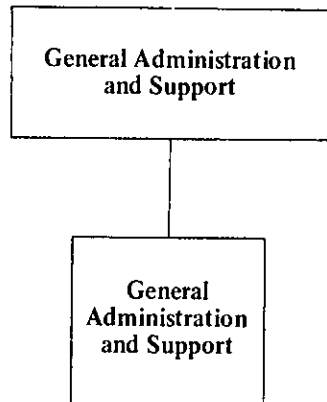 General Administration
and Support
General
Administration
and Support